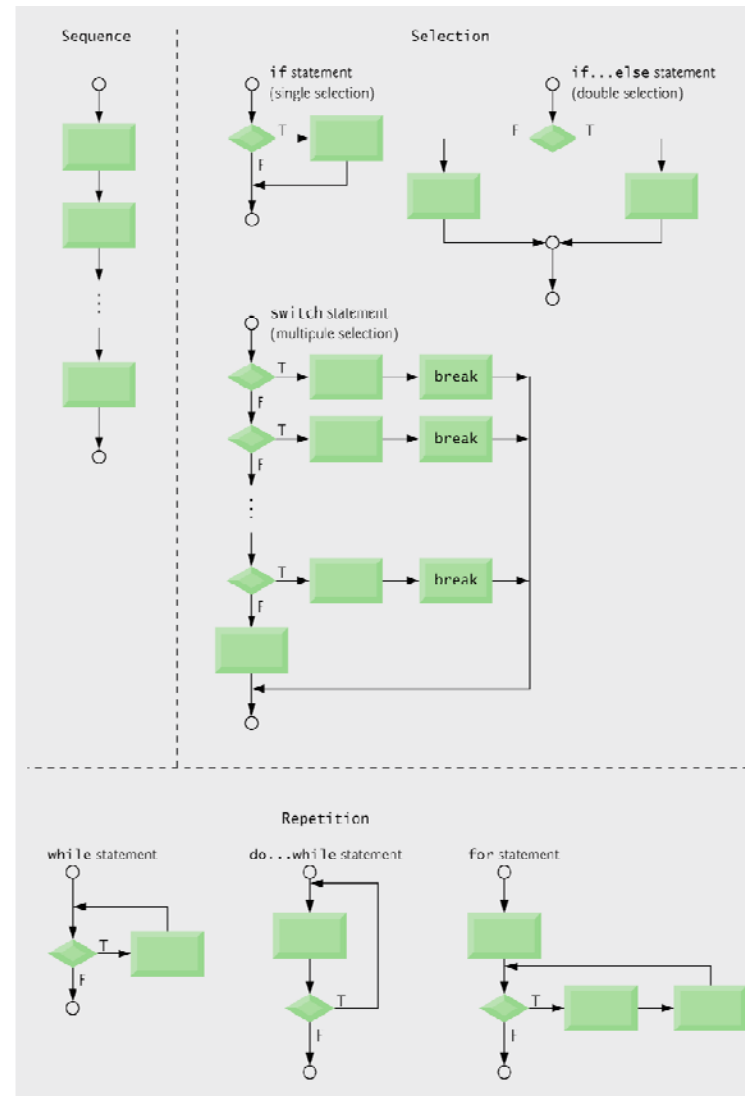 Sequence
Selection
if statement
(single selection)
T
F
if...else statement
(double selection)
F
T
switch statement
(multipule selection)
T
break
F
T
break
F
T
break
F
Repetition
while statement
T
F
do...while statement
T
F
for statement
T
F